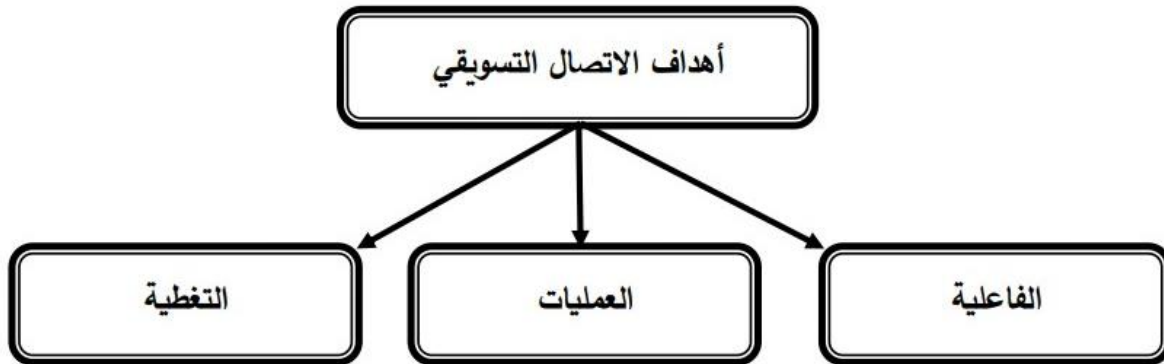 أهداف الاتصال التسويقي
الفاعلية
العمليات
التغطية